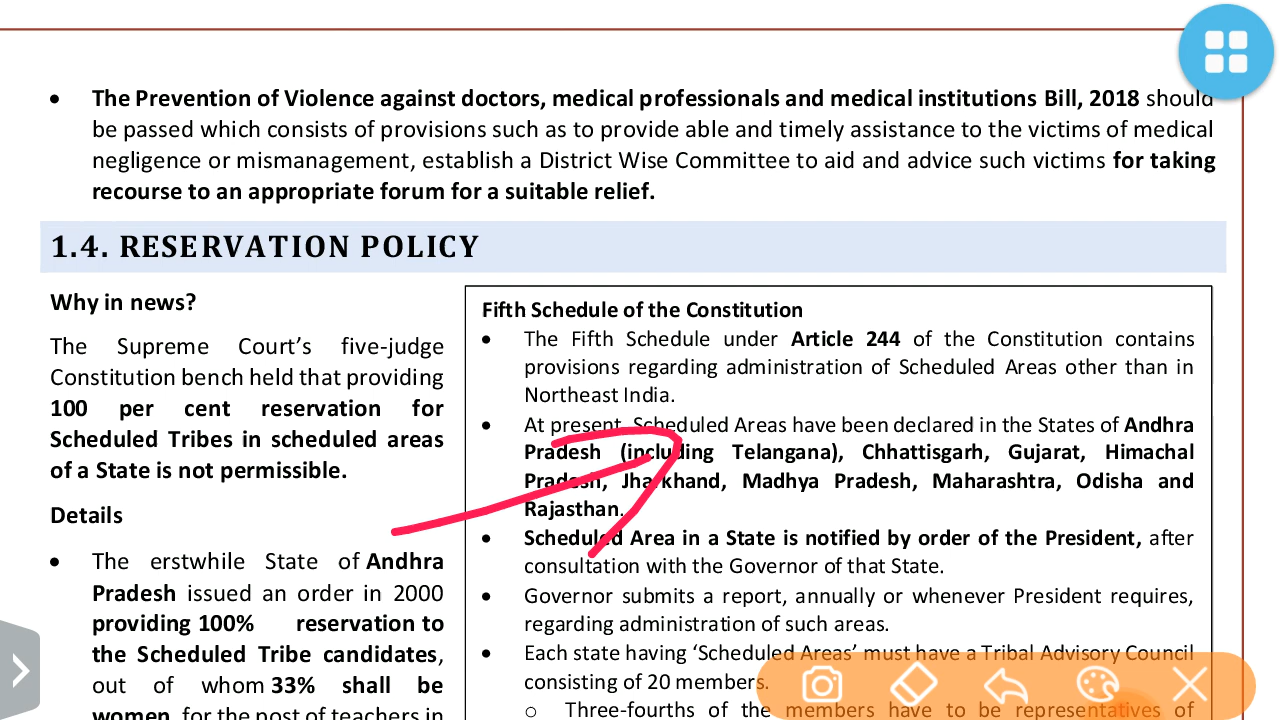 • The Prevention of Violence against doctors, medical professionals and medical institutions Bill, 2018 should
be passed which consists of provisions such as to provide able and timely assistance to the victims of medical
negligence or mismanagement, establish a District Wise Committee to aid and advice such victims for taking
recourse to an appropriate forum for a suitable relief.
1.4. RESERVATION POLICY
Why in news?
The Supreme Court’s five-judge
Constitution bench held that providing
100 per cent reservation for
Scheduled Tribes in scheduled areas
of a State is not permissible.
Details
• The erstwhile State of Andhra
Pradesh issued an order in 2000
providing 100% reservation to
the Scheduled Tribe candidates,
out of whom 33% shall be
women, for the post of teachers in
Fifth Schedule of the Constitution
• The Fifth Schedule under Article 244 of the Constitution contains
provisions regarding administration of Scheduled Areas other than in
Northeast India.
• At present, Scheduled Areas have been declared in the States of Andhra
Pradesh (including Telangana), Chhattisgarh, Gujarat, Himachal
Pradesh, Jharkhand, Madhya Pradesh, Maharashtra, Odisha and
Rajasthan.
• Scheduled Area in a State is notified by order of the President, after
consultation with the Governor of that State.
• Governor submits a report, annually or whenever President requires,
regarding administration of such areas.
• Each state having ‘Scheduled Areas’ must have a Tribal Advisory Council
consisting of 20 members.
o Three-fourths of the members have to be representatives of